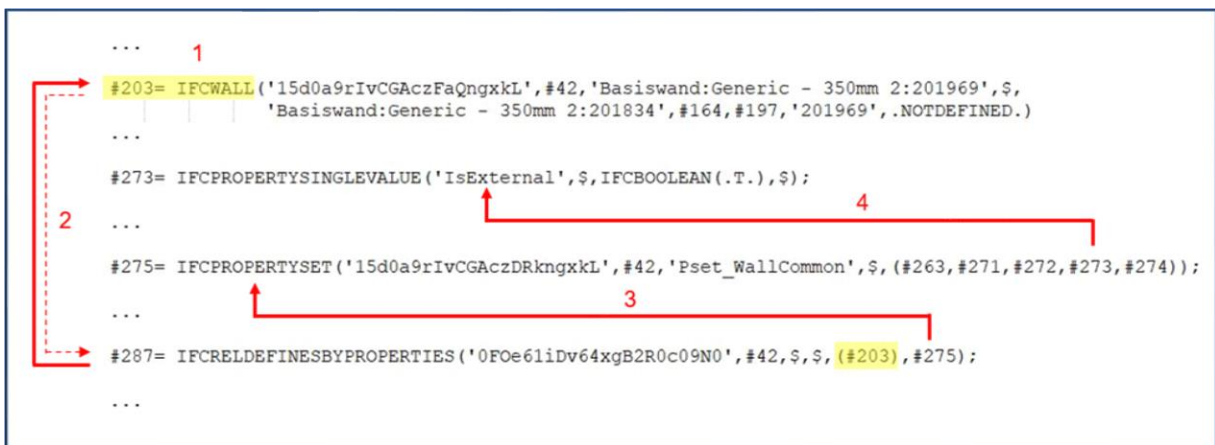 ...
1
#203= IFCWALL('15d0a9rIvCGAczFaQngxkL',#42,'Basiswand:Generic - 350mm 2:201969',$,
'Basiswand:Generic - 350mm 2:201834',#164,#197,'201969',.NOTDEFINED.)
...
#273= IFCPROPERTYSINGLEVALUE('IsExternal',$,IFCBOOLEAN(.T.),$);
4
2
...
#275= IFCPROPERTYSET('15d0a9rIvCGAczDRkngxkL',#42,'Pset_WallCommon',$,(#263,#271,#272,#273,#274));
3
...
#287= IFCRELDEFINESBYPROPERTIES('0FOe61iDv64xgB2R0c09N0',#42,$,$,(#203),#275);
...